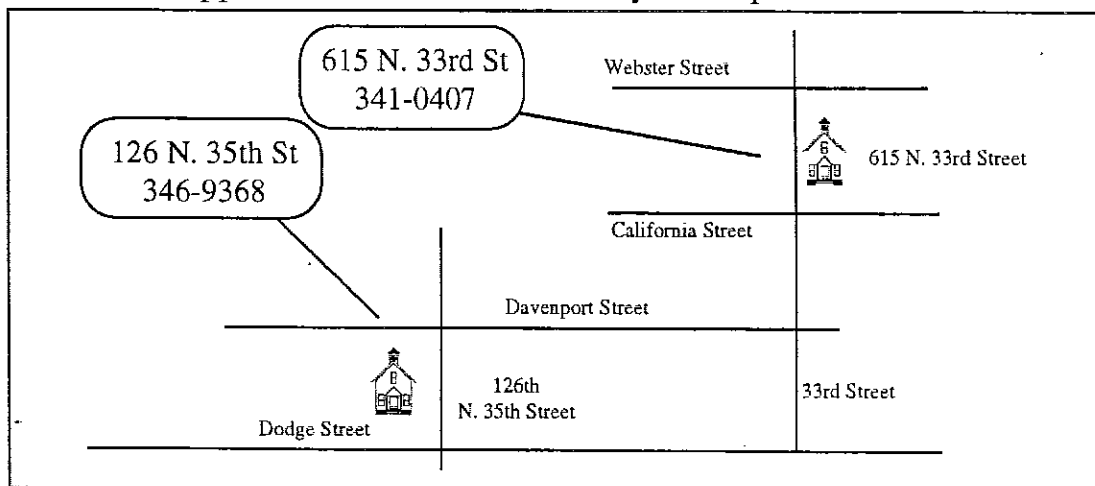 615 N. 33rd St
341-0407
Webster Street
126 N. 35th St
346-9368
615 N. 33rd Street
California Street
Davenport Street
126th
N. 35th Street
33rd Street
Dodge Street